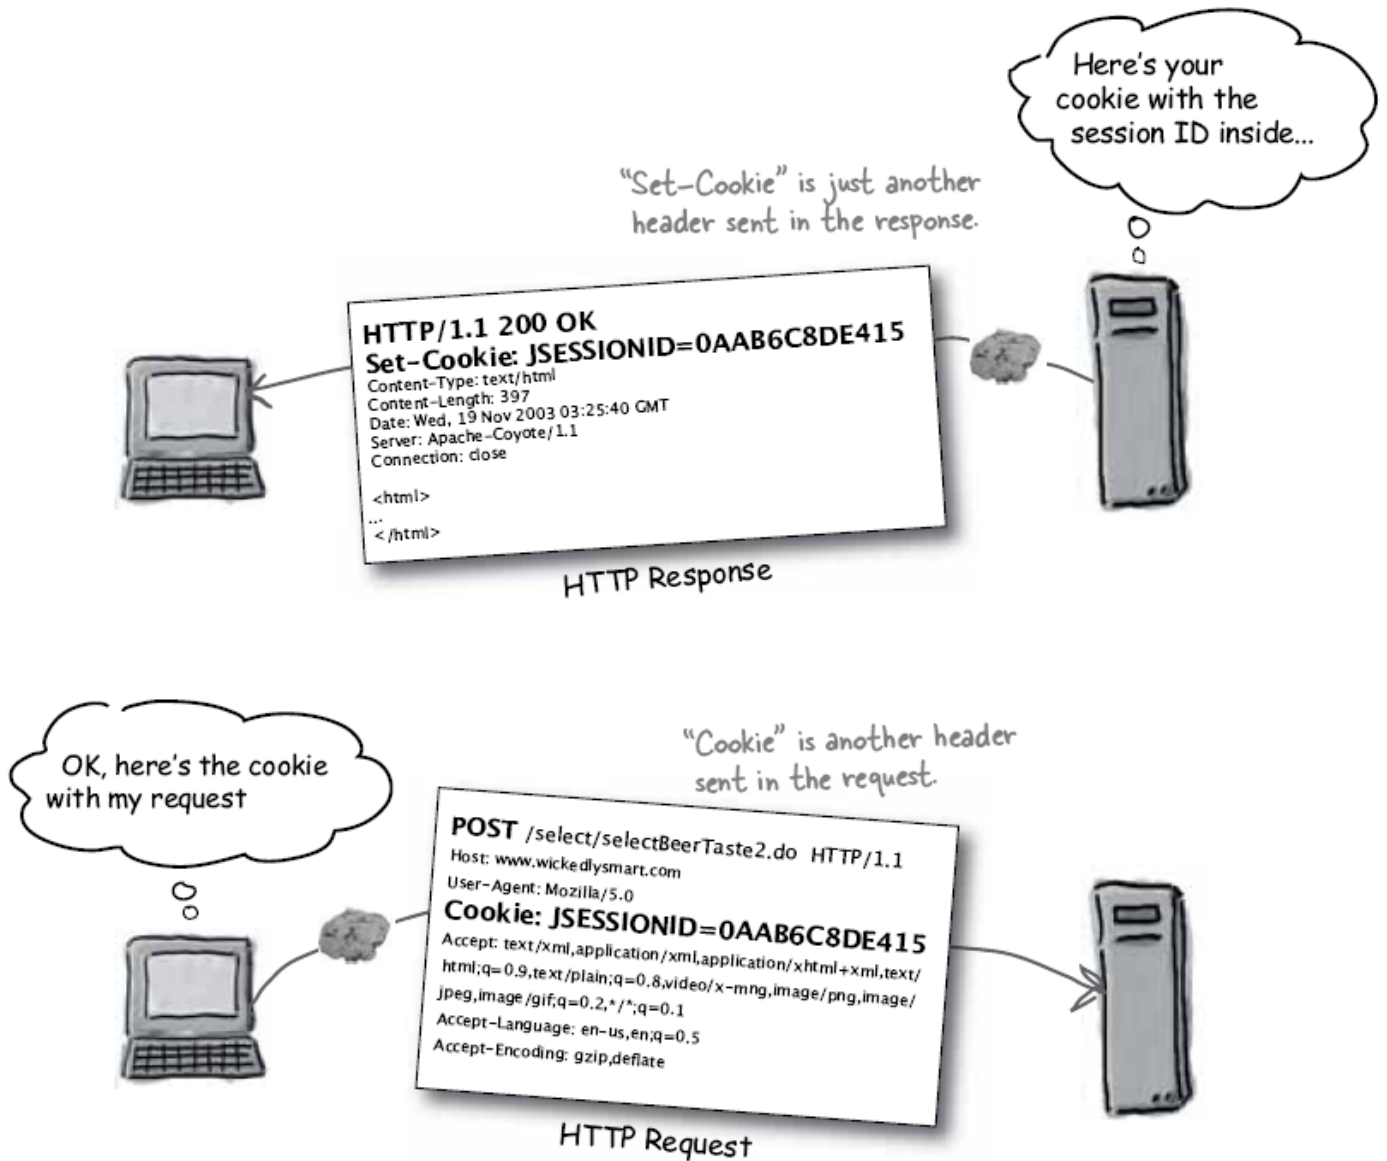 Here's your
cookie with the
session ID inside...
"Set-Cookie" is just another
header sent in the response.
HTTP/1.1 200 OK
Set-Cookie: JSESSIONID=0AAB6C8DE415
Content-Type: text/html
Content-Length: 397
Date: Wed, 19 Nov 2003 03:25:40 GMT
Server: Apache-Coyote/1.1
Connection: close
<html>
...
</html>
HTTP Response
OK, here's the cookie
with my request
"Cookie" is another header
sent in the request.
POST /select/selectBeerTaste2.do HTTP/1.1
Host: www.wickedlysmart.com
User-Agent: Mozilla/5.0
Cookie: JSESSIONID=0AAB6C8DE415
Accept: text/xml,application/xml,application/xhtml+xml,text/
html;q=0.9,text/plain;q=0.8,video/x-mng,image/png,image/
jpeg,image/gif;q=0.2,*/*;q=0.1
Accept-Language: en-us,en;q=0.5
Accept-Encoding: gzip,deflate
HTTP Request